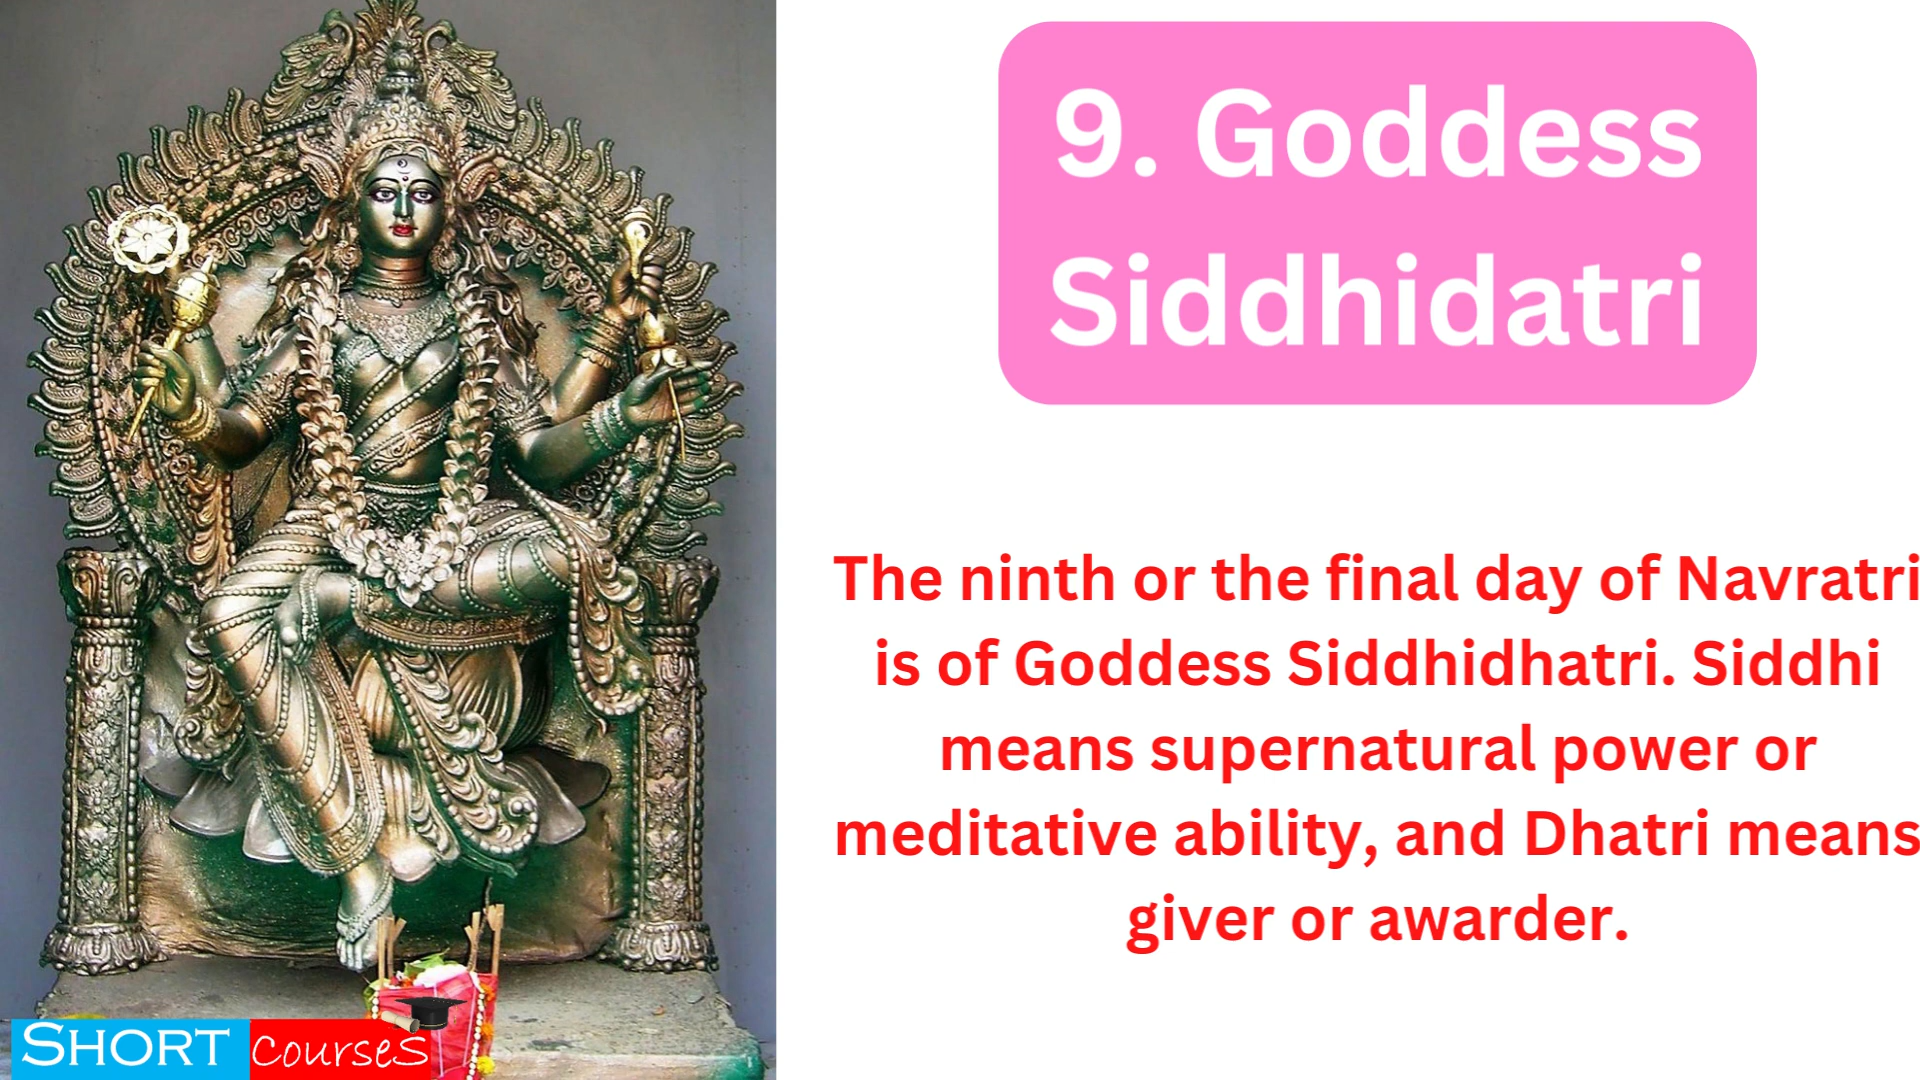 9. Goddess
Siddhidatri
The ninth or the final day of Navratri
is of Goddess Siddhidhatri. Siddhi
means supernatural power or
meditative ability, and Dhatri means
giver or awarder.
SHORT CourseS